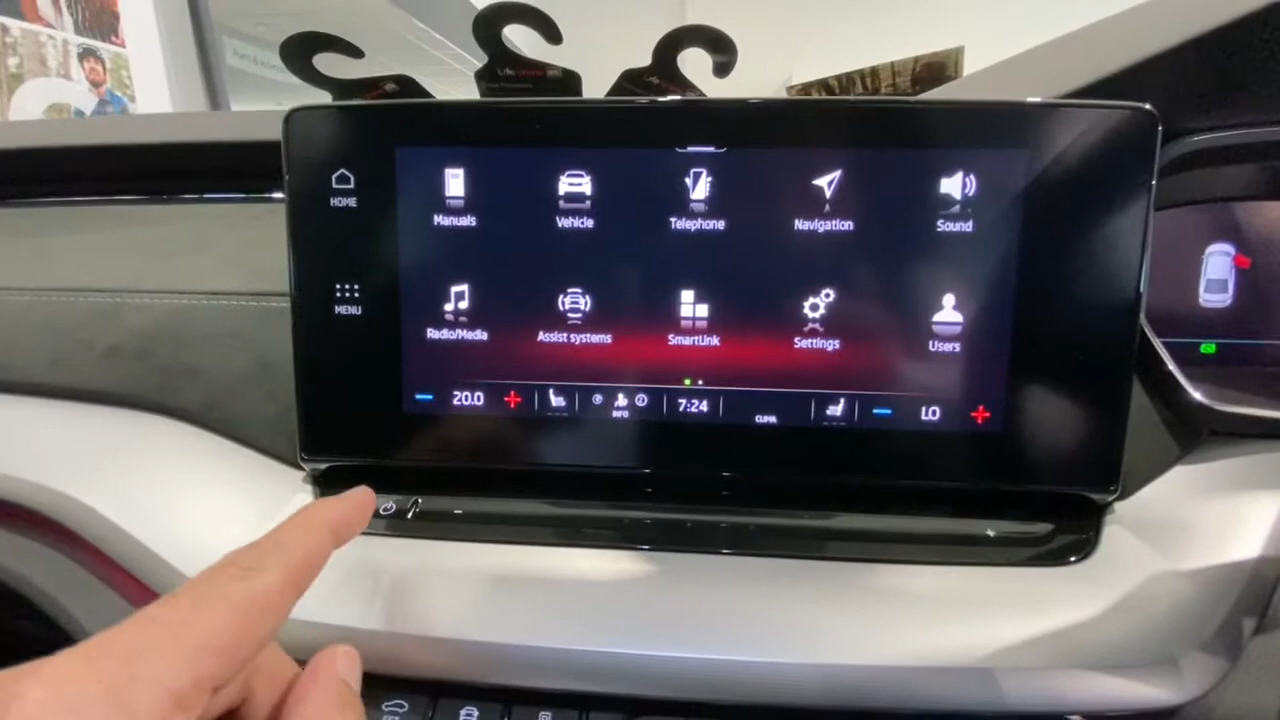 HOME
MENU
Manuals
Vehicle
Telephone
Navigation
Sound
Radio/Media
Assist systems
SmartLink
Settings
Users
20.0
INFO
7:24
CLIMA
LO